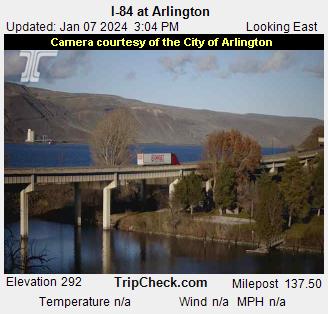 I-84 at Arlington
Updated: Jan 07 2024 3:04 PM Looking East
Camera courtesy of the City of Arlington
Elevation 292 TripCheck.com Milepost 137.50
Temperature n/a Wind n/a MPH n/a